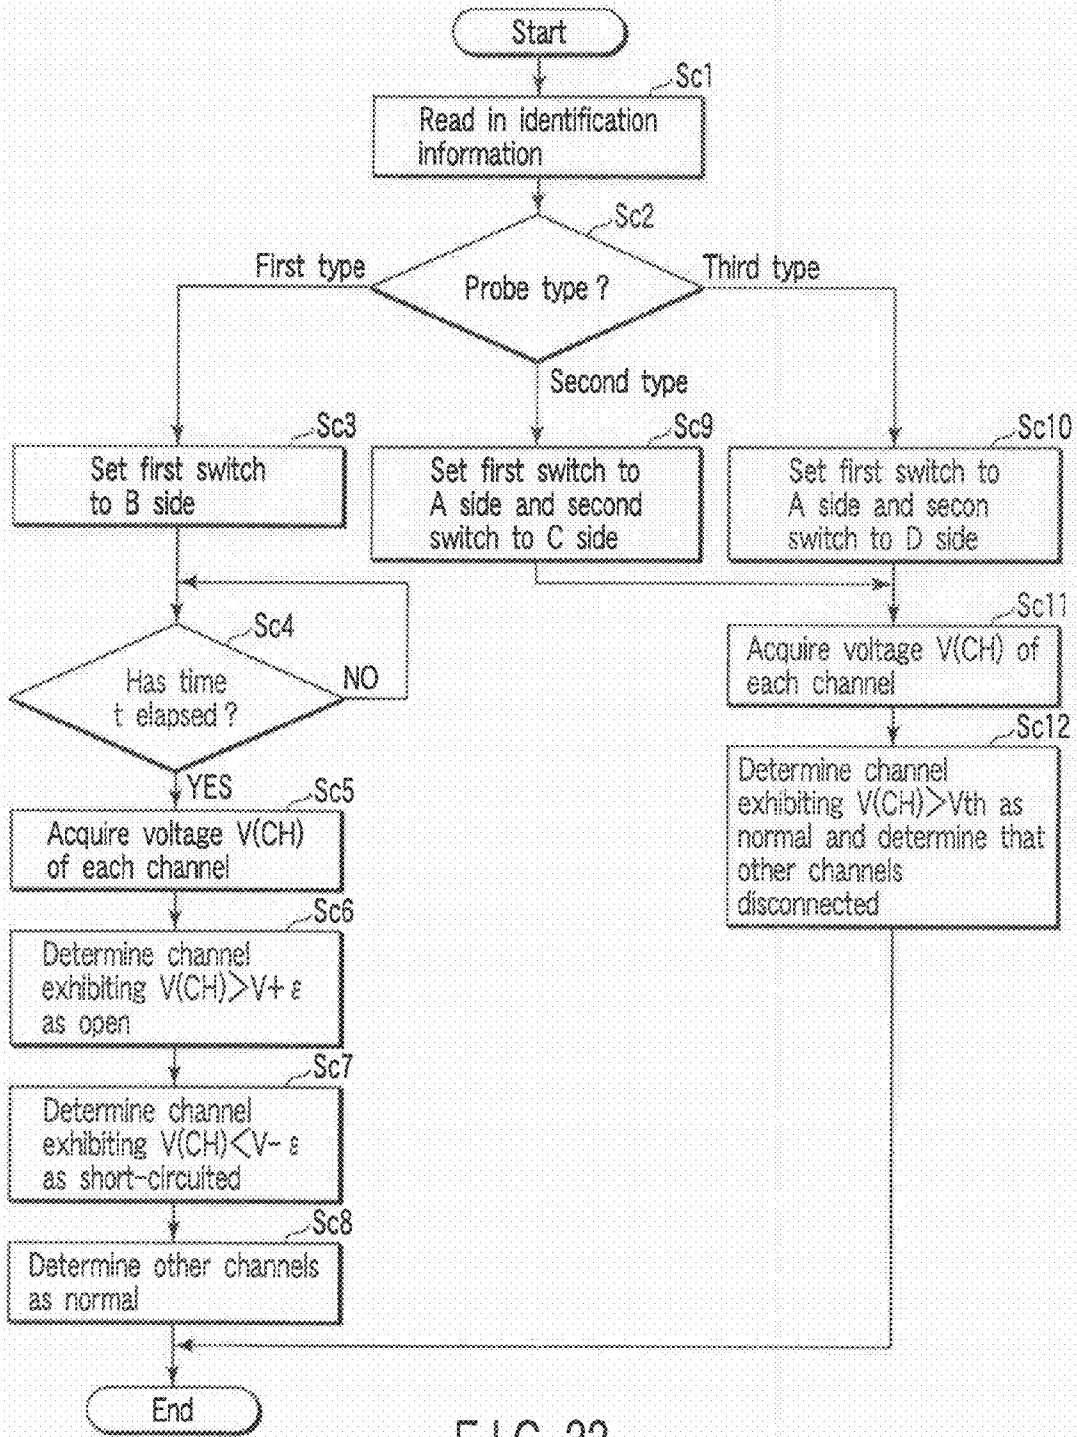 Start
Sc1
Read in identification
information
Sc2
First type
Probe type?
Third type
Second type
Sc3
Set first switch
to B side
Sc9
Set first switch to
A side and second
switch to C side
Sc10
Set first switch to
A side and secon
switch to D side
Sc4
Has time
t elapsed?
NO
YES
Sc5
Acquire voltage V(CH)
of each channel
Sc6
Determine channel
exhibiting V(CH)>V+ε
as open
Sc7
Determine channel
exhibiting V(CH)<V-ε
as short-circuited
Sc8
Determine other channels
as normal
Sc11
Acquire voltage V(CH) of
each channel
Sc12
Determine channel
exhibiting V(CH)>Vth as
normal and determine that
other channels
disconnected
End
FIG. 22